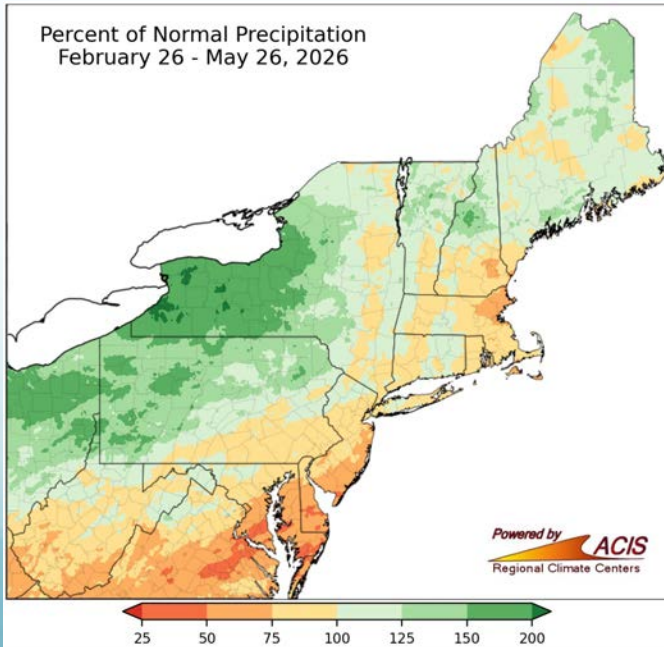 Percent of Normal Precipitation
February 26 - May 26, 2026
Powered by
ACIS
Regional Climate Centers
25 50 75 100 125 150 200